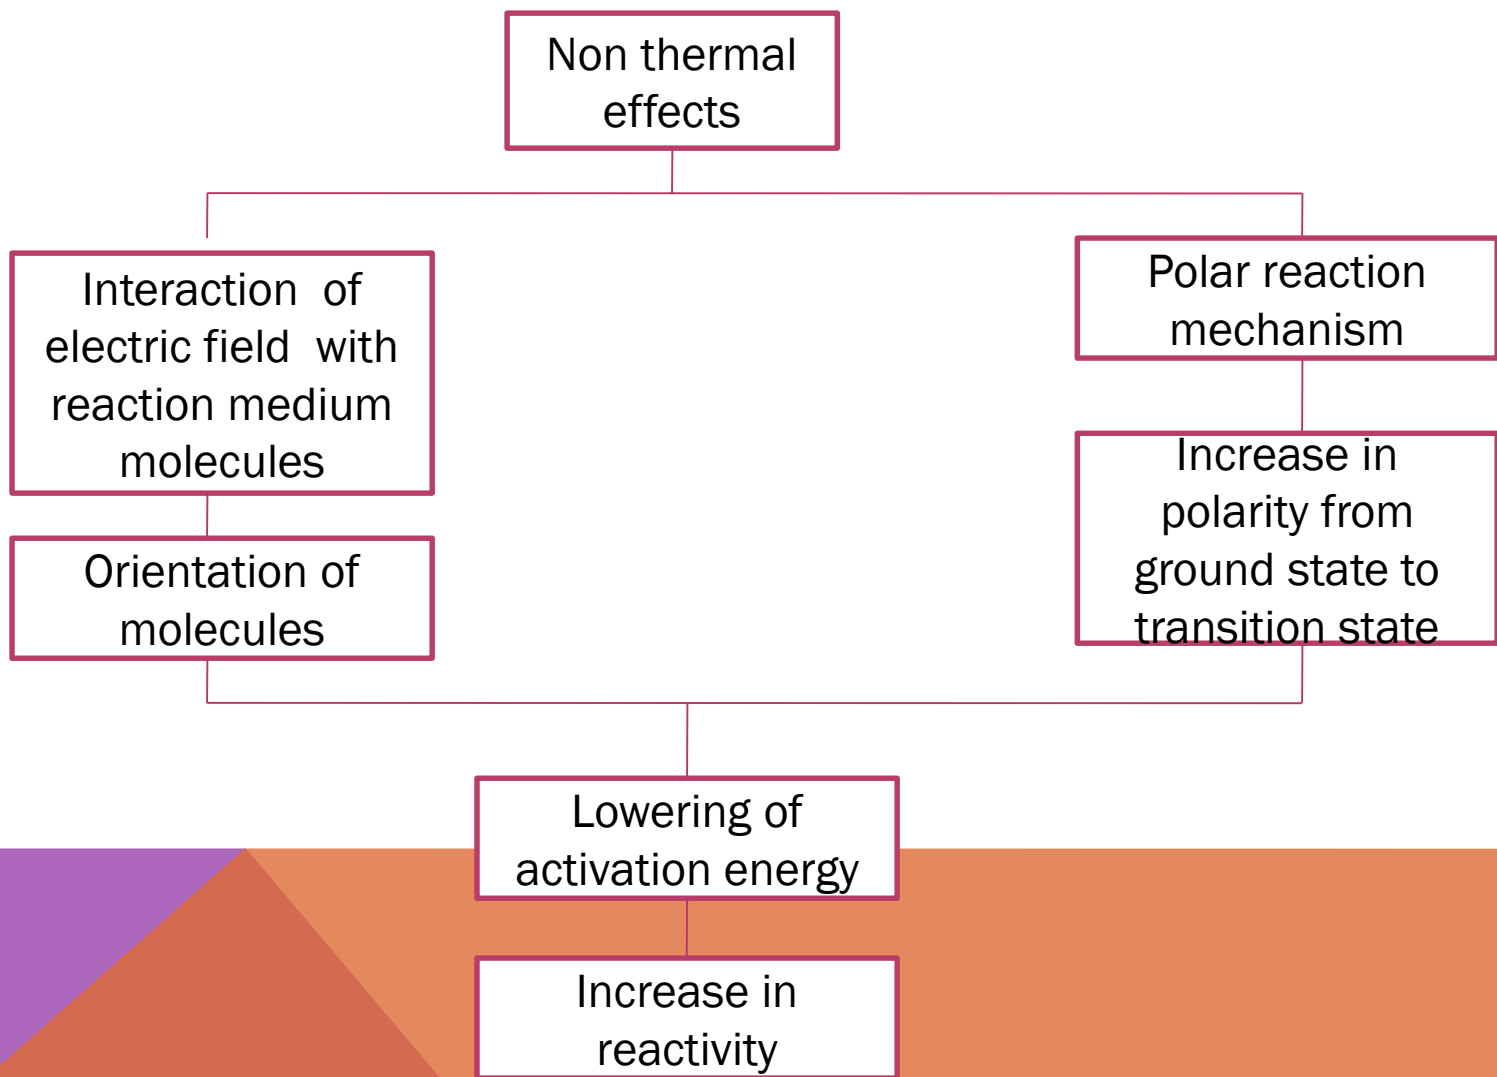 Non thermal
effects
Interaction of
electric field with
reaction medium
molecules
Orientation of
molecules
Polar reaction
mechanism
Increase in
polarity from
ground state to
transition state
Lowering of
activation energy
Increase in
reactivity